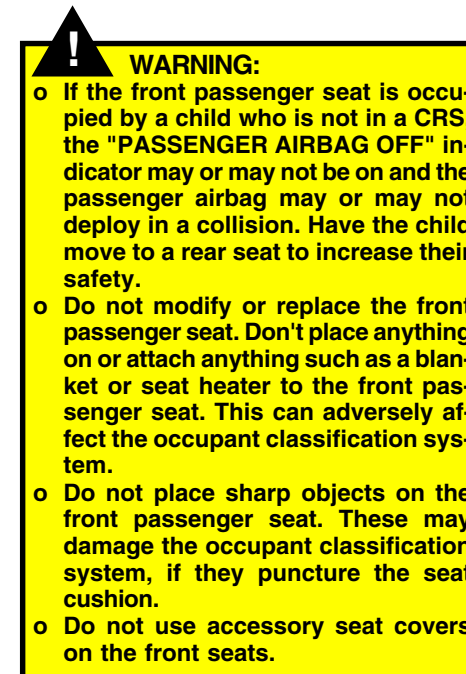 !
WARNING:
o If the front passenger seat is occu-
pied by a child who is not in a CRS,
the "PASSENGER AIRBAG OFF" in-
dicator may or may not be on and the
passenger airbag may or may not
deploy in a collision. Have the child
move to a rear seat to increase their
safety.
o Do not modify or replace the front
passenger seat. Don't place anything
on or attach anything such as a blan-
ket or seat heater to the front pas-
senger seat. This can adversely af-
fect the occupant classification sys-
tem.
o Do not place sharp objects on the
front passenger seat. These may
damage the occupant classification
system, if they puncture the seat
cushion.
o Do not use accessory seat covers
on the front seats.